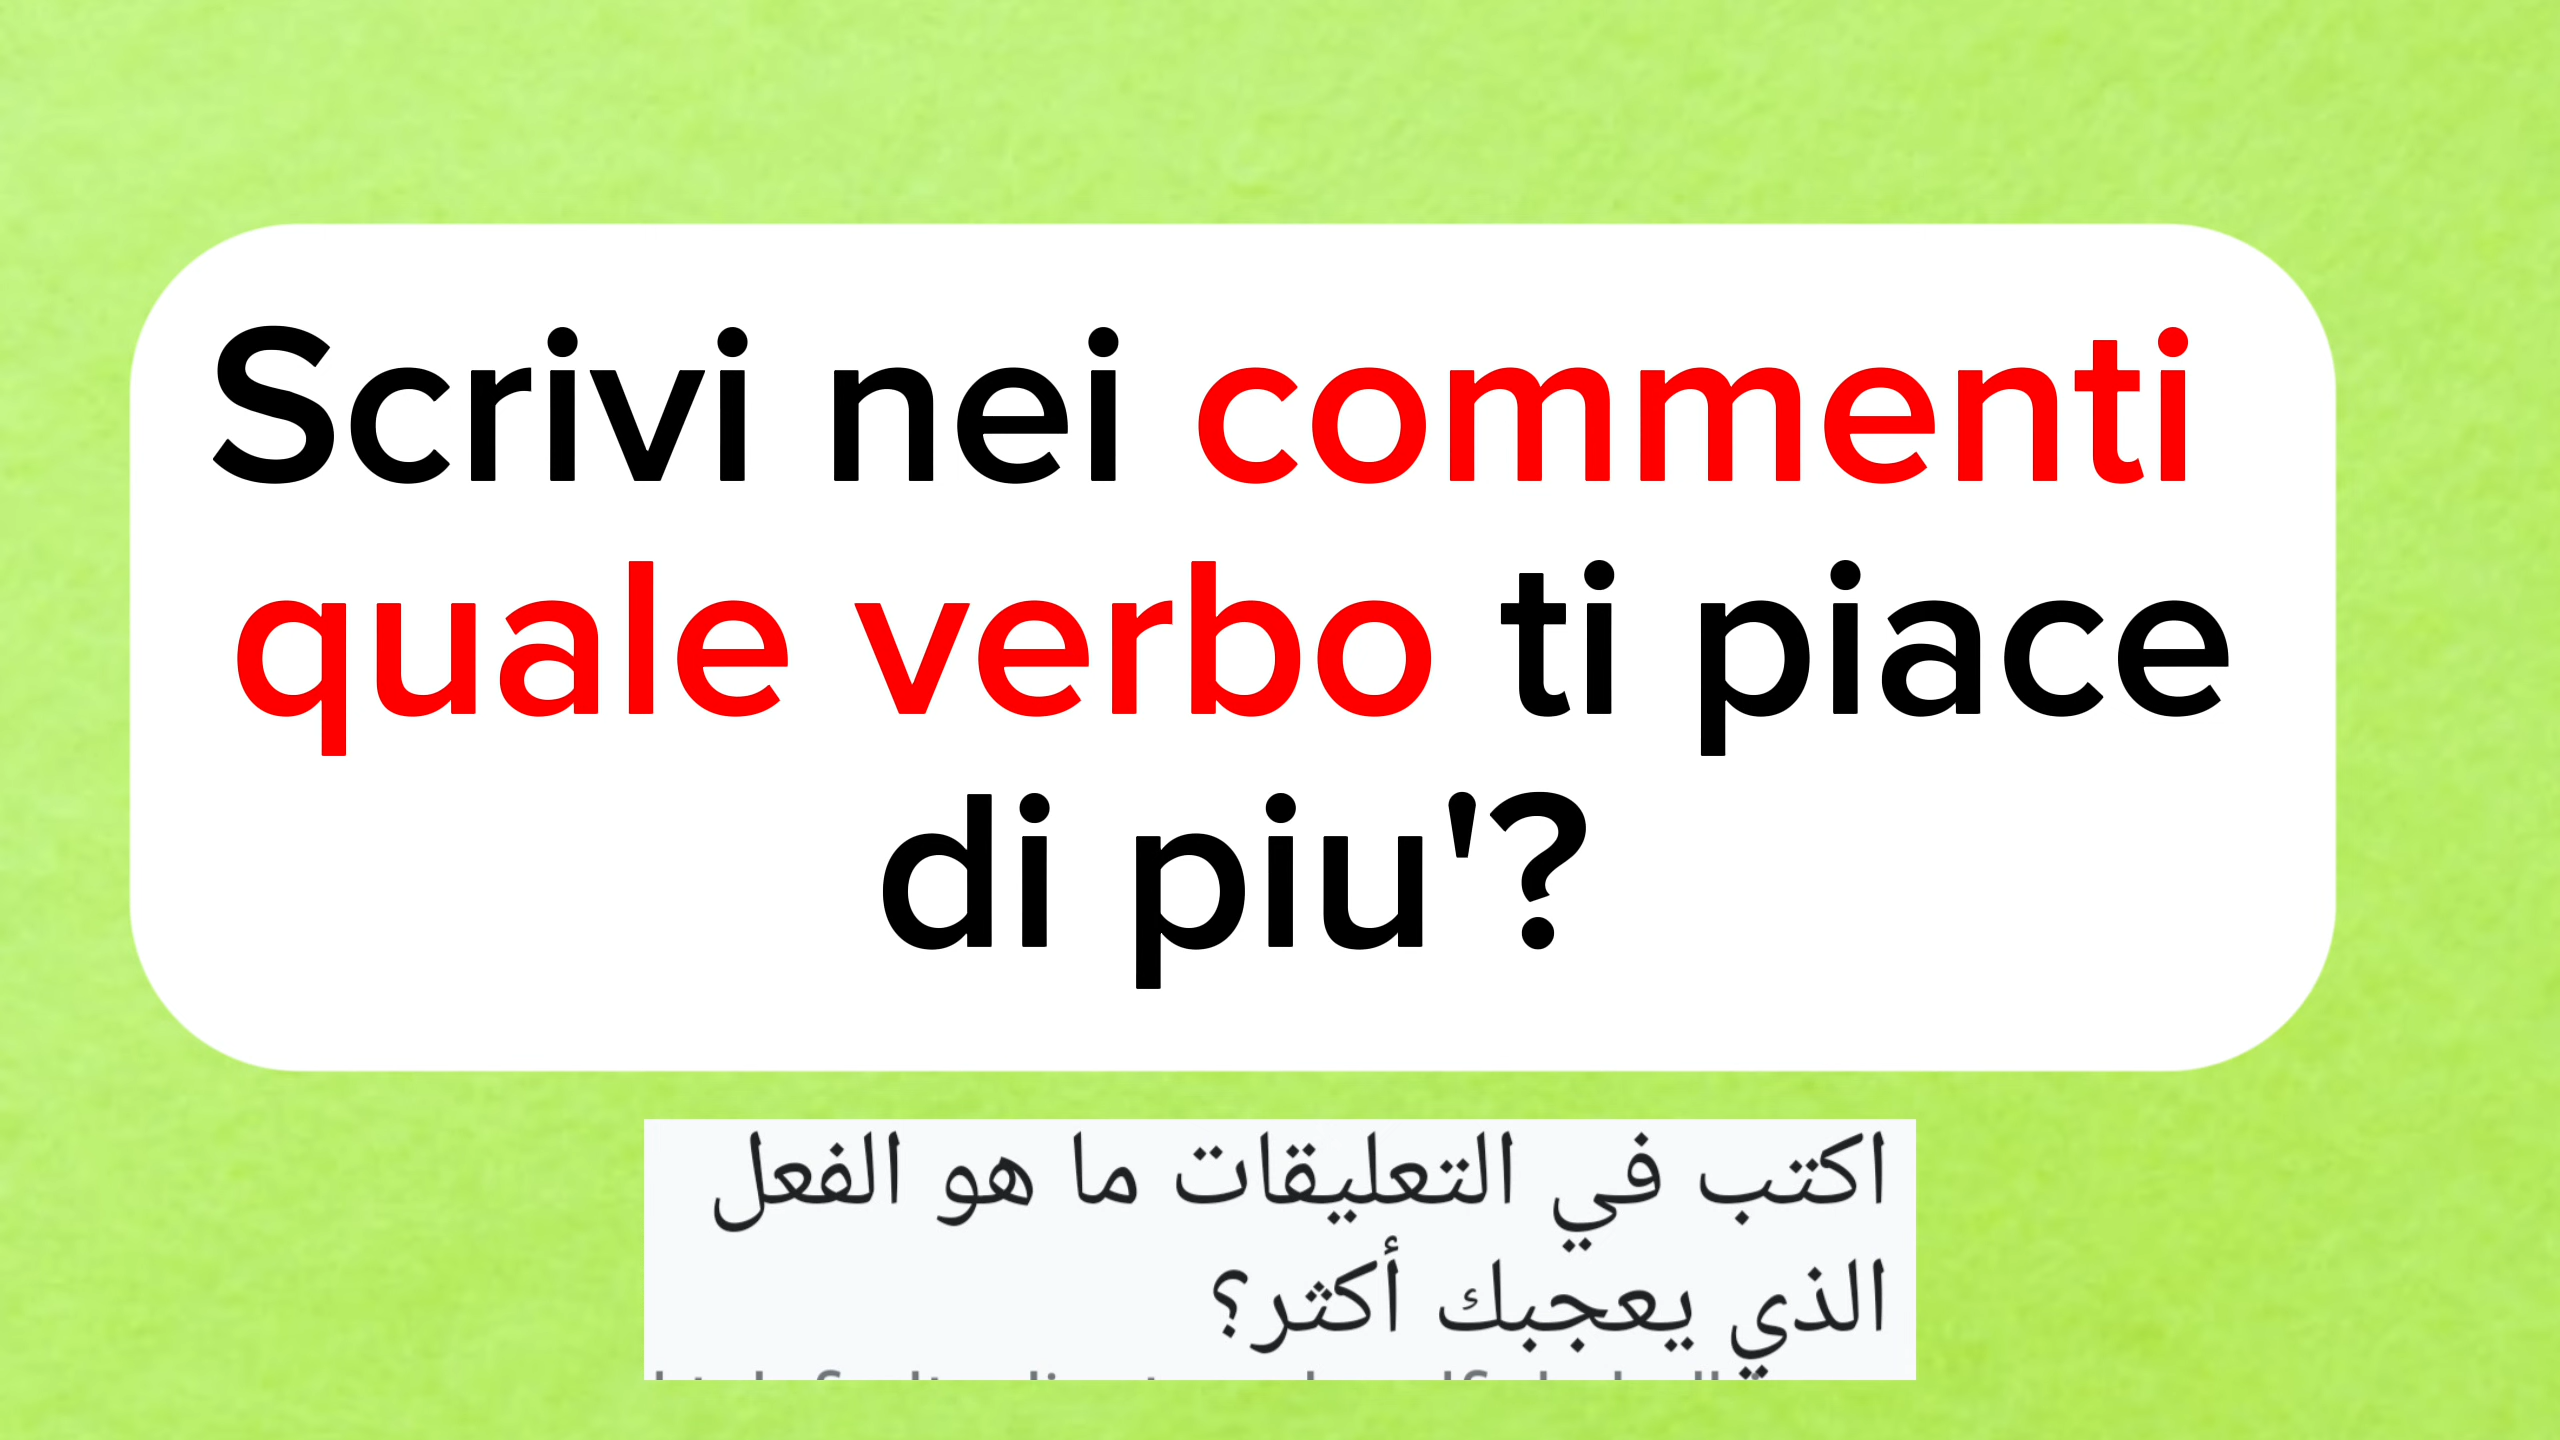 Scrivi nei commenti
quale verbo ti piace
di piu'?
اكتب في التعليقات ما هو الفعل
الذي يعجبك أكثر؟